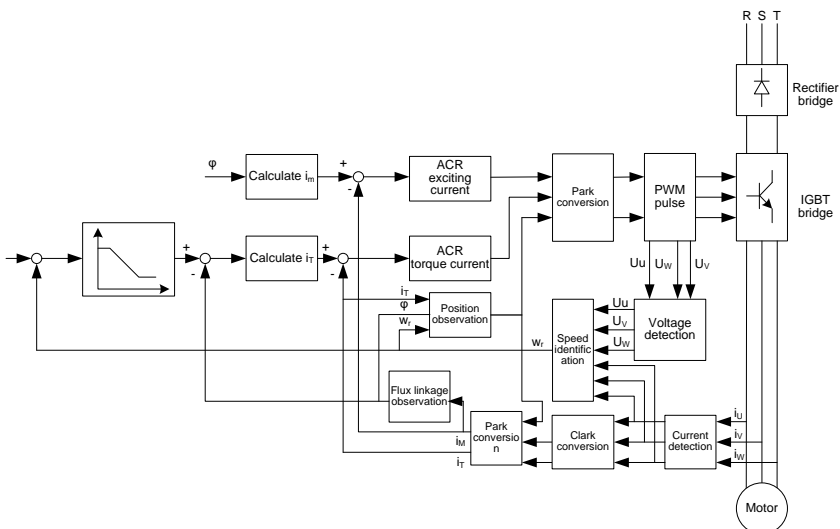 R S T
Rectifier
bridge
φ
Calculate im
+
-
ACR
exciting
current
Park
conversion
PWM
pulse
IGBT
bridge
+
-
Calculate iT
+
-
ACR
torque current
Uu UW UV
iT
φ
wr
Position
observation
wr
Speed
identific
ation
Uu
UV
UW
Voltage
detection
Flux linkage
observation
iM
iT
Park
conversio
n
Clark
conversion
Current
detection
iU
iV
iW
Motor